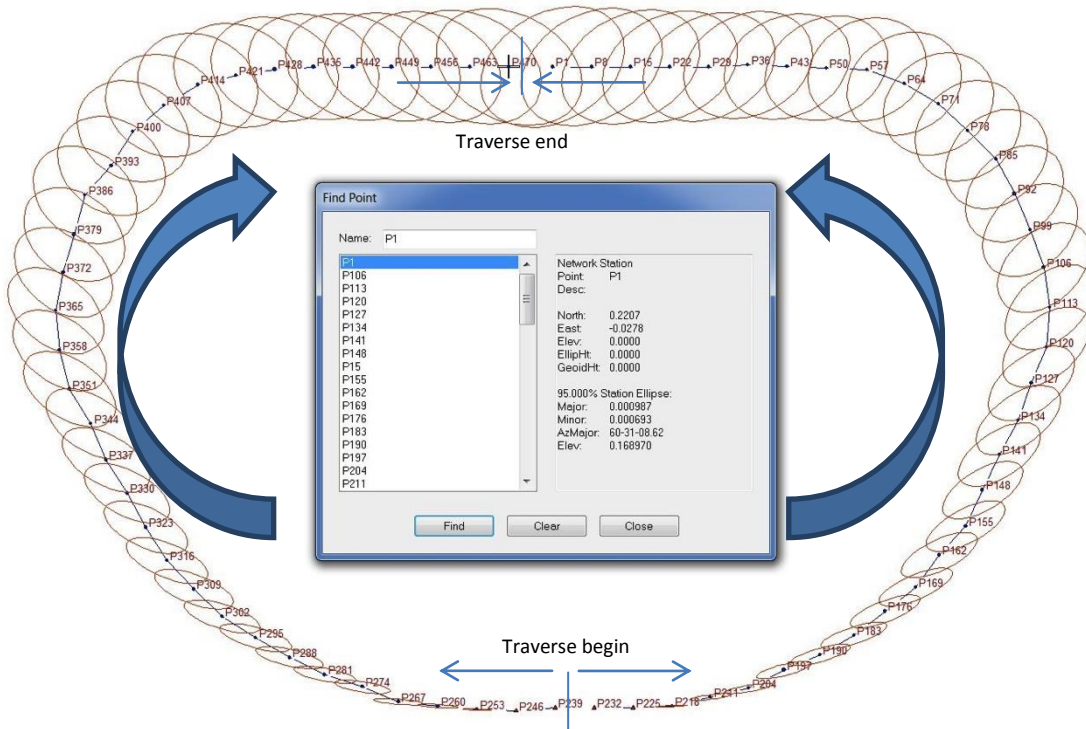 P414 P421 P428 P435 P442 P449 P456 P463 P470 P1 P8 P15 P22 P29 P36 P43 P50 P57
P64
P407
P71
P400
P78
Traverse end
P393
P85
P386
P92
Find Point
P379
P99
Name: P1
P372
P106
P1
P106
P113
P120
P127
P134
P141
P148
P15
P155
P162
P169
P176
P183
P190
P197
P204
P211
Network Station
Point: P1
Desc:
North: 0.2207
East: -0.0278
Elev: 0.0000
EllipHt: 0.0000
GeoidHt: 0.0000
95.000% Station Ellipse:
Major: 0.000987
Minor: 0.000693
AzMajor: 60-31-08.62
Elev: 0.168970
Find Clear Close
P365
P113
P358
P120
P351
P127
P344
P134
P337
P141
P330
P148
P323
P155
P316
P162
P309
P169
P302
P176
P295
P183
P288
P190
P281
P197
P274
P204
Traverse begin
P267 P260 P253 P246 P239 P232 P225 P218 P211